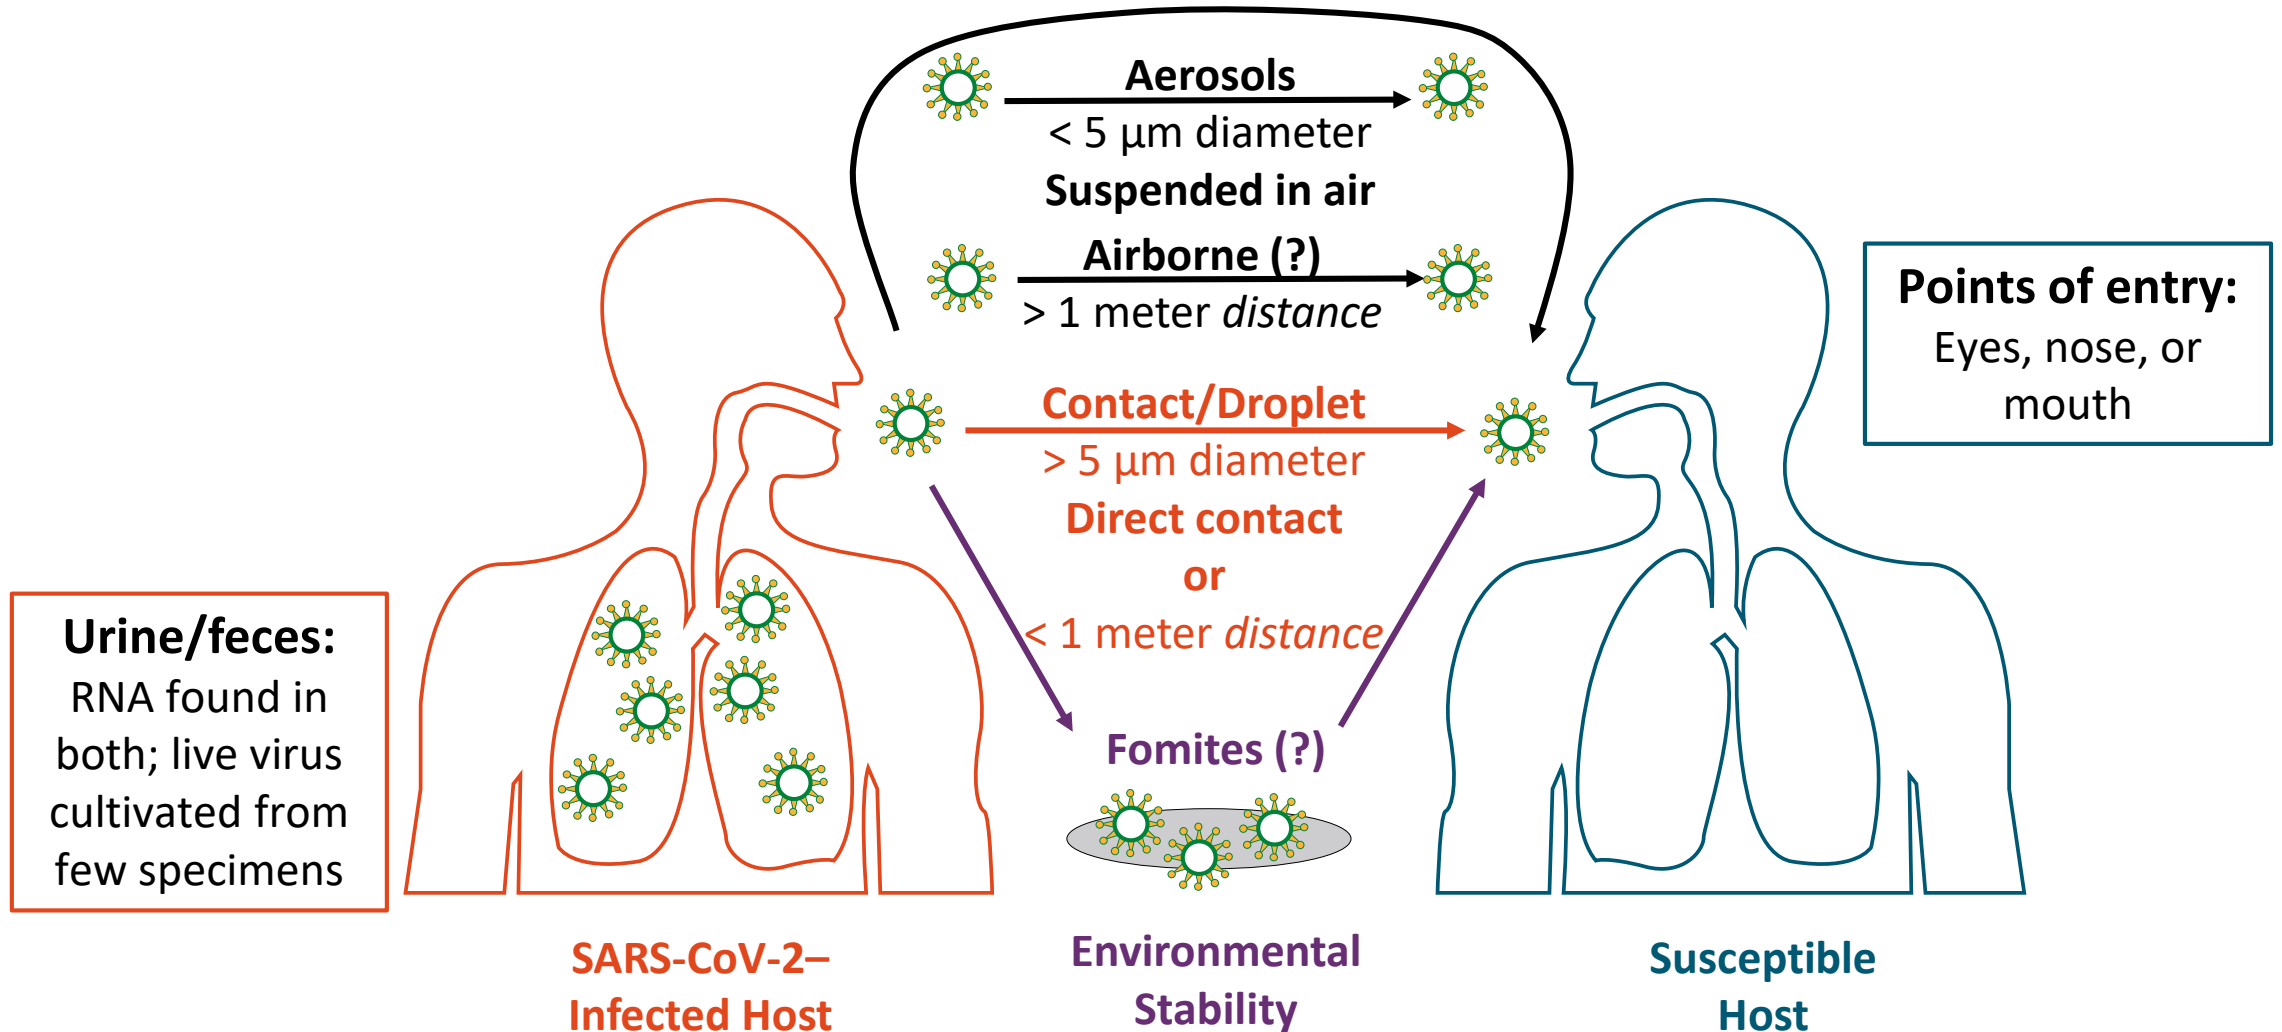 Aerosols
< 5 µm diameter
Suspended in air
Airborne (?)
> 1 meter distance
Contact/Droplet
> 5 µm diameter
Direct contact
or
< 1 meter distance
Fomites (?)
Environmental
Stability
Urine/feces:
RNA found in
both; live virus
cultivated from
few specimens
SARS-CoV-2–
Infected Host
Points of entry:
Eyes, nose, or
mouth
Susceptible
Host